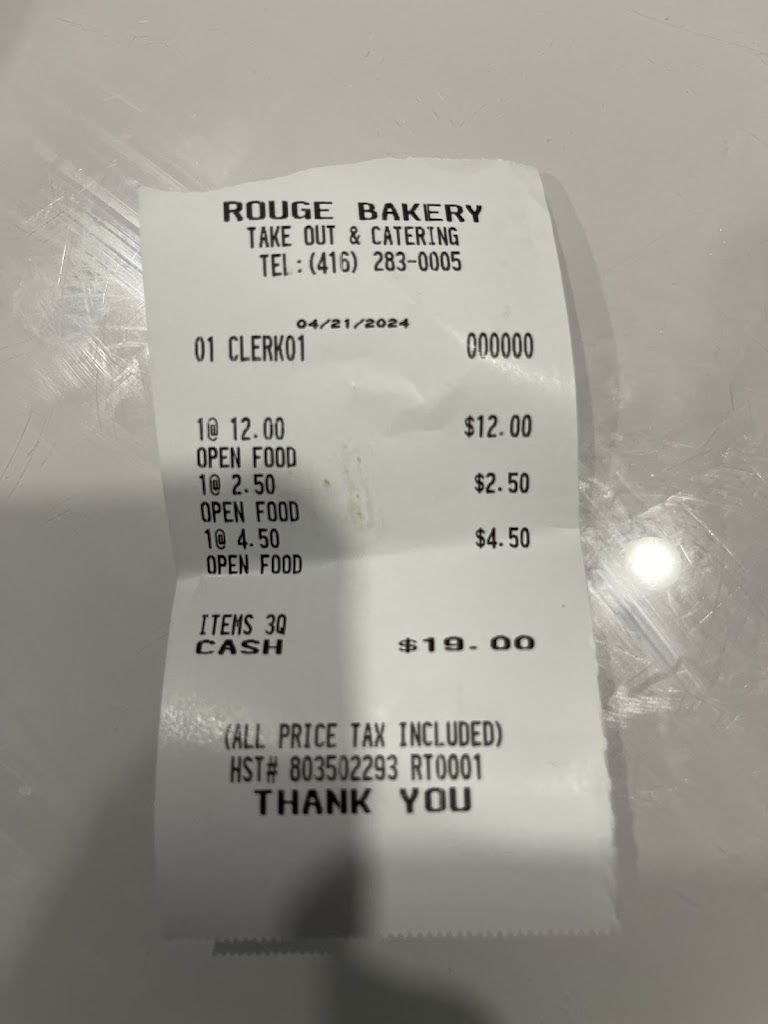 ROUGE BAKERY
TAKE OUT & CATERING
TEL:(416) 283-0005
04/21/2024
01 CLERK01 000000
1@ 12.00 $12.00
OPEN FOOD
1@ 2.50 $2.50
OPEN FOOD
1@ 4.50 $4.50
OPEN FOOD
ITEMS 3Q
CASH $19.00
(ALL PRICE TAX INCLUDED)
HST# 803502293 RT0001
THANK YOU